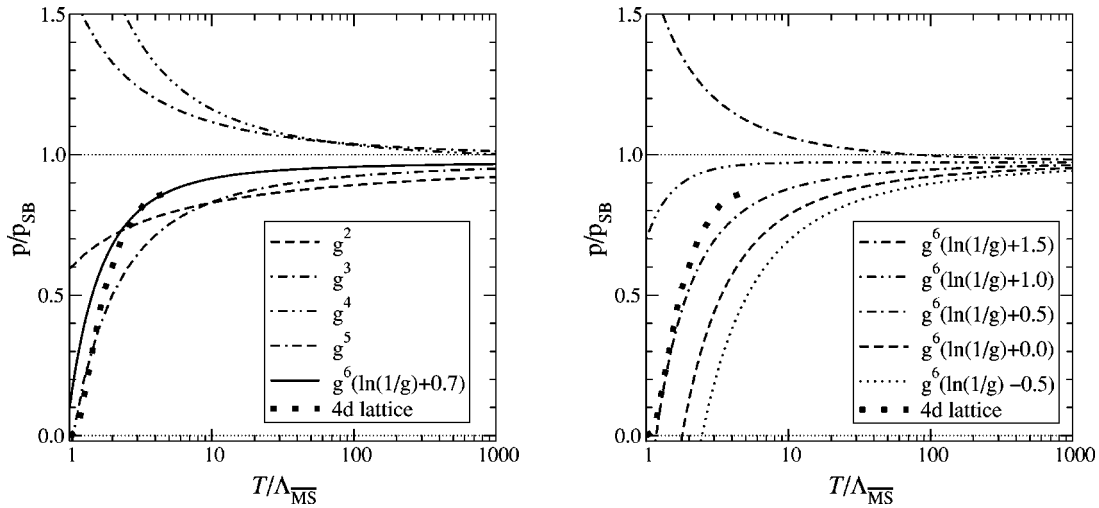 1.5
1.0
0.5
0.0
p/p_SB
1 10 100 1000
T/Λ_M̅S̅
g^2
g^3
g^4
g^5
g^6(ln(1/g)+0.7)
4d lattice
1.5
1.0
0.5
0.0
p/p_SB
1 10 100 1000
T/Λ_M̅S̅
g^6(ln(1/g)+1.5)
g^6(ln(1/g)+1.0)
g^6(ln(1/g)+0.5)
g^6(ln(1/g)+0.0)
g^6(ln(1/g) −0.5)
4d lattice